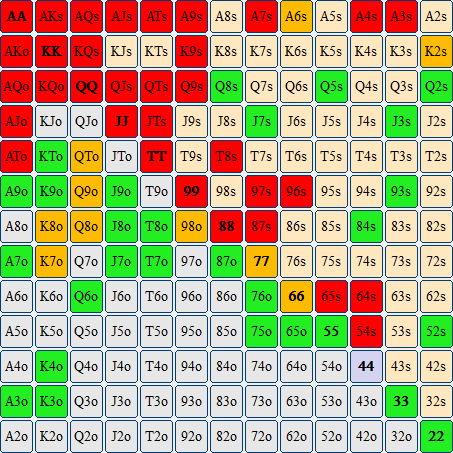 AA AKs AQs AJs ATs A9s A8s A7s A6s A5s A4s A3s A2s
AKo KK KQs KJs KTs K9s K8s K7s K6s K5s K4s K3s K2s
AQo KQo QQ QJs QTs Q9s Q8s Q7s Q6s Q5s Q4s Q3s Q2s
AJo KJo QJo JJ JTs J9s J8s J7s J6s J5s J4s J3s J2s
ATo KTo QTo JTo TT T9s T8s T7s T6s T5s T4s T3s T2s
A9o K9o Q9o J9o T9o 99 98s 97s 96s 95s 94s 93s 92s
A8o K8o Q8o J8o T8o 98o 88 87s 86s 85s 84s 83s 82s
A7o K7o Q7o J7o T7o 97o 87o 77 76s 75s 74s 73s 72s
A6o K6o Q6o J6o T6o 96o 86o 76o 66 65s 64s 63s 62s
A5o K5o Q5o J5o T5o 95o 85o 75o 65o 55 54s 53s 52s
A4o K4o Q4o J4o T4o 94o 84o 74o 64o 54o 44 43s 42s
A3o K3o Q3o J3o T3o 93o 83o 73o 63o 53o 43o 33 32s
A2o K2o Q2o J2o T2o 92o 82o 72o 62o 52o 42o 32o 22